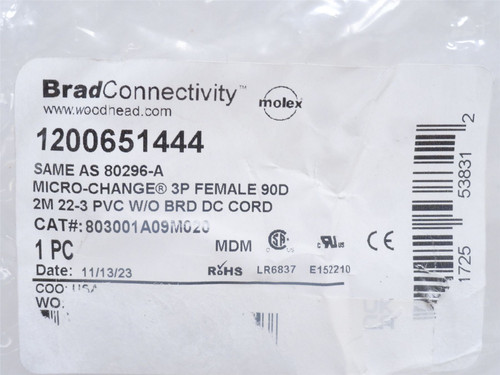 BradConnectivity™
www.woodhead.com
molex
1200651444
SAME AS 80296-A
MICRO-CHANGE® 3P FEMALE 90D
2M 22-3 PVC W/O BRD DC CORD
CAT#: 803001A09M020
1 PC
MDM
Date: 11/13/23
RoHS
LR6837
E152210
COO: USA
WO.
1725 53831 2